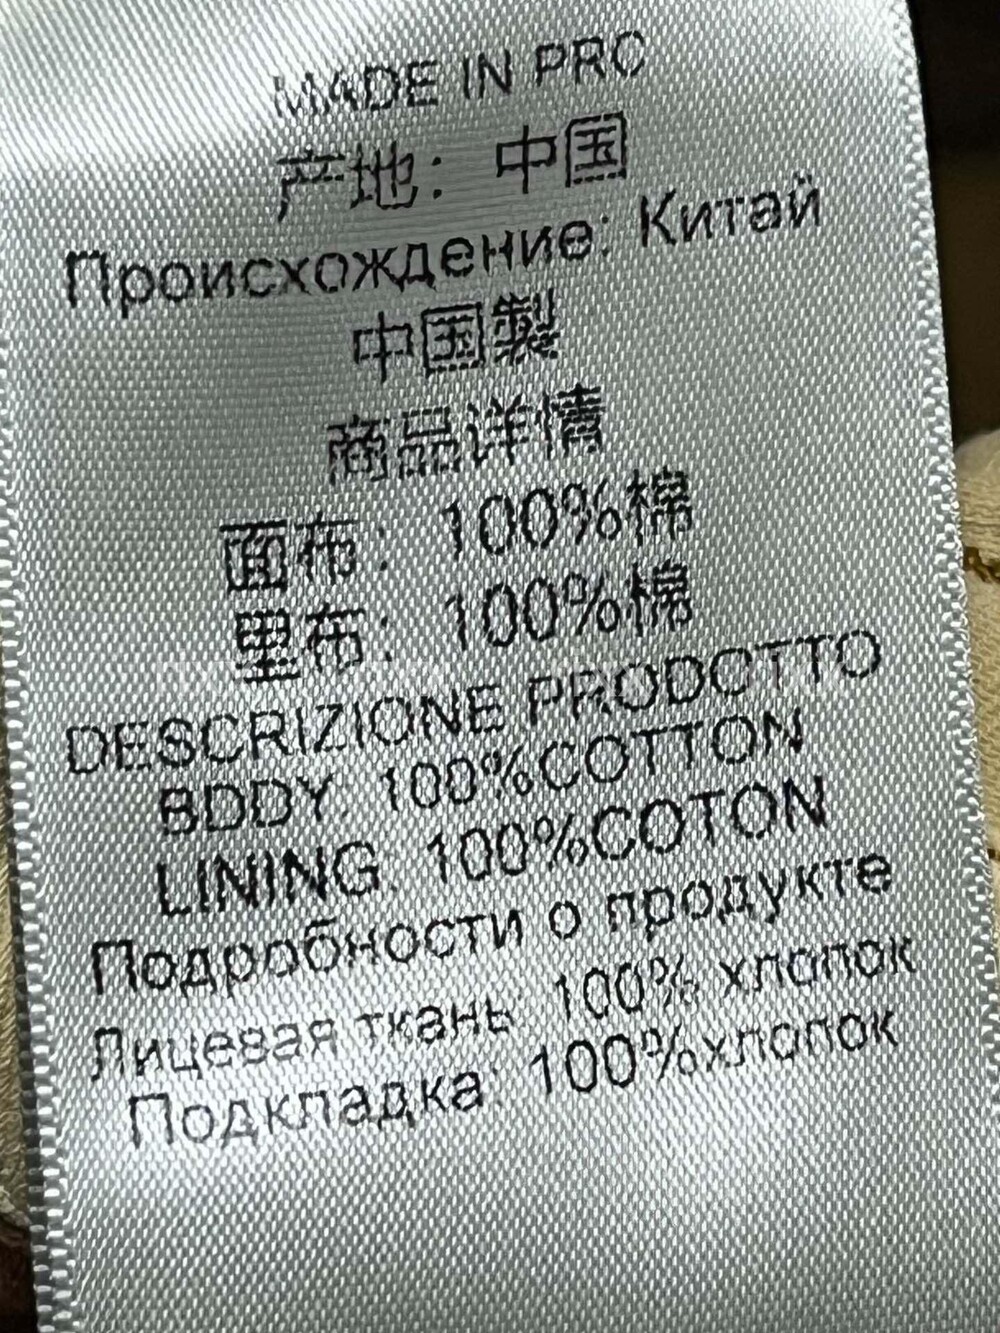 MADE IN PRC
产地：中国
Происхождение: Китай
中国製
商品详情
面布：100%棉
里布：100%棉
DESCRIZIONE PRODOTTO
BDDY: 100%COTTON
LINING: 100%COTON
Подробности о продукте
Лицевая ткань: 100% хлопок
Подкладка: 100%хлопок